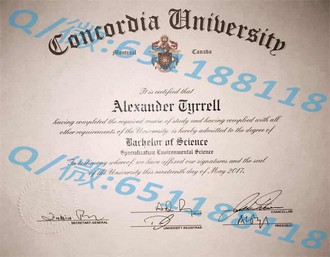 Q/微:651188118
Concordia University
Montreal Canada
It is certified that
Alexander Tyrrell
having completed the required course of study and having complied with all
other requirements of the University, is hereby admitted to the degree of
Bachelor of Science
Specialization Environmental Science
In testimony whereof, we have affixed our signatures and the seal
of the University this nineteenth day of May 2017.
Q/微:651188118
SECRETARY-GENERAL
UNIVERSITY REGISTRAR
CHANCELLOR
PRESIDENT
Q/微:651188118